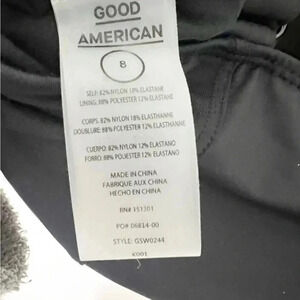 GOOD
AMERICAN
8
SELF: 82% NYLON 18% ELASTANE
LINING: 88% POLYESTER 12% ELASTANE
CORPS: 82% NYLON 18% ELASTHANNE
DOUBLURE: 88% POLYESTER 12% ELASTHANNE
CUERPO: 82% NYLON 12% ELASTANO
FORRO: 88% POLIESTER 12% ELASTANO
MADE IN CHINA
FABRIQUE AUX CHINA
HECHO EN CHINA
RN# 151301
PO# 06814-00
STYLE: GSW0244
K001